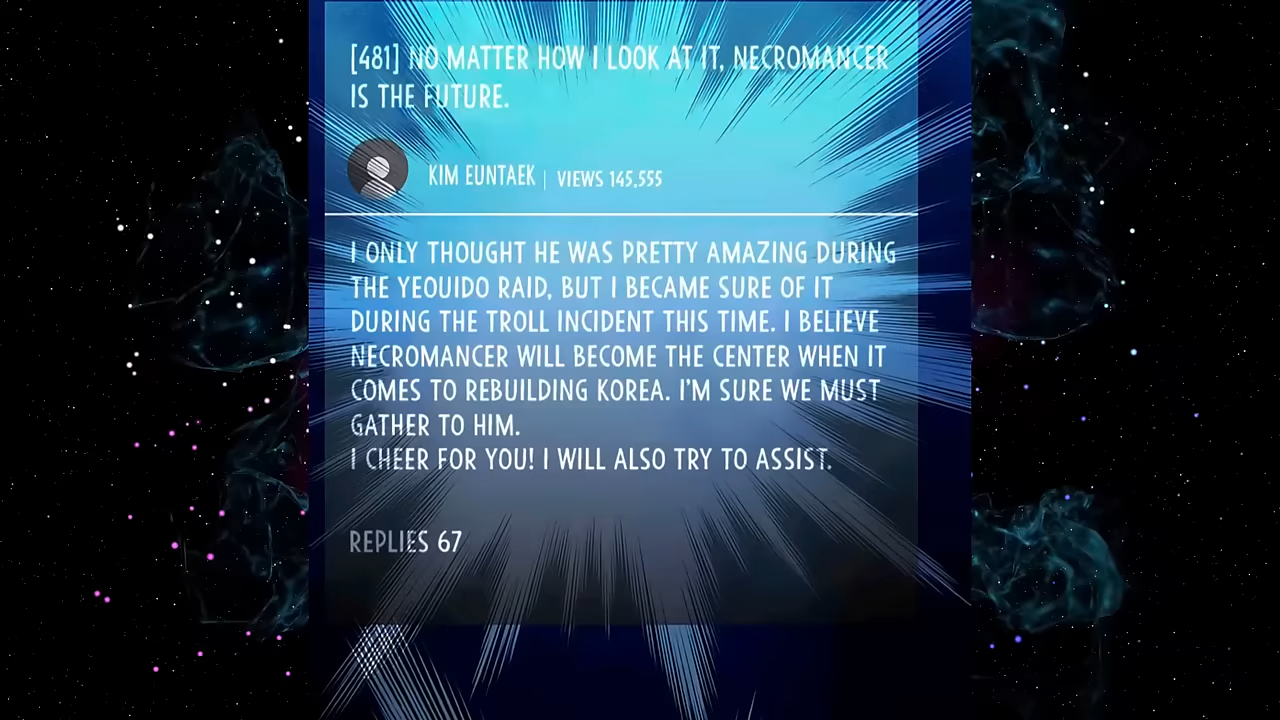 [481] NO MATTER HOW I LOOK AT IT, NECROMANCER
IS THE FUTURE.
KIM EUNTAEK | VIEWS 145,555
I ONLY THOUGHT HE WAS PRETTY AMAZING DURING
THE YEOUIDO RAID, BUT I BECAME SURE OF IT
DURING THE TROLL INCIDENT THIS TIME. I BELIEVE
NECROMANCER WILL BECOME THE CENTER WHEN IT
COMES TO REBUILDING KOREA. I'M SURE WE MUST
GATHER TO HIM.
I CHEER FOR YOU! I WILL ALSO TRY TO ASSIST.
REPLIES 67